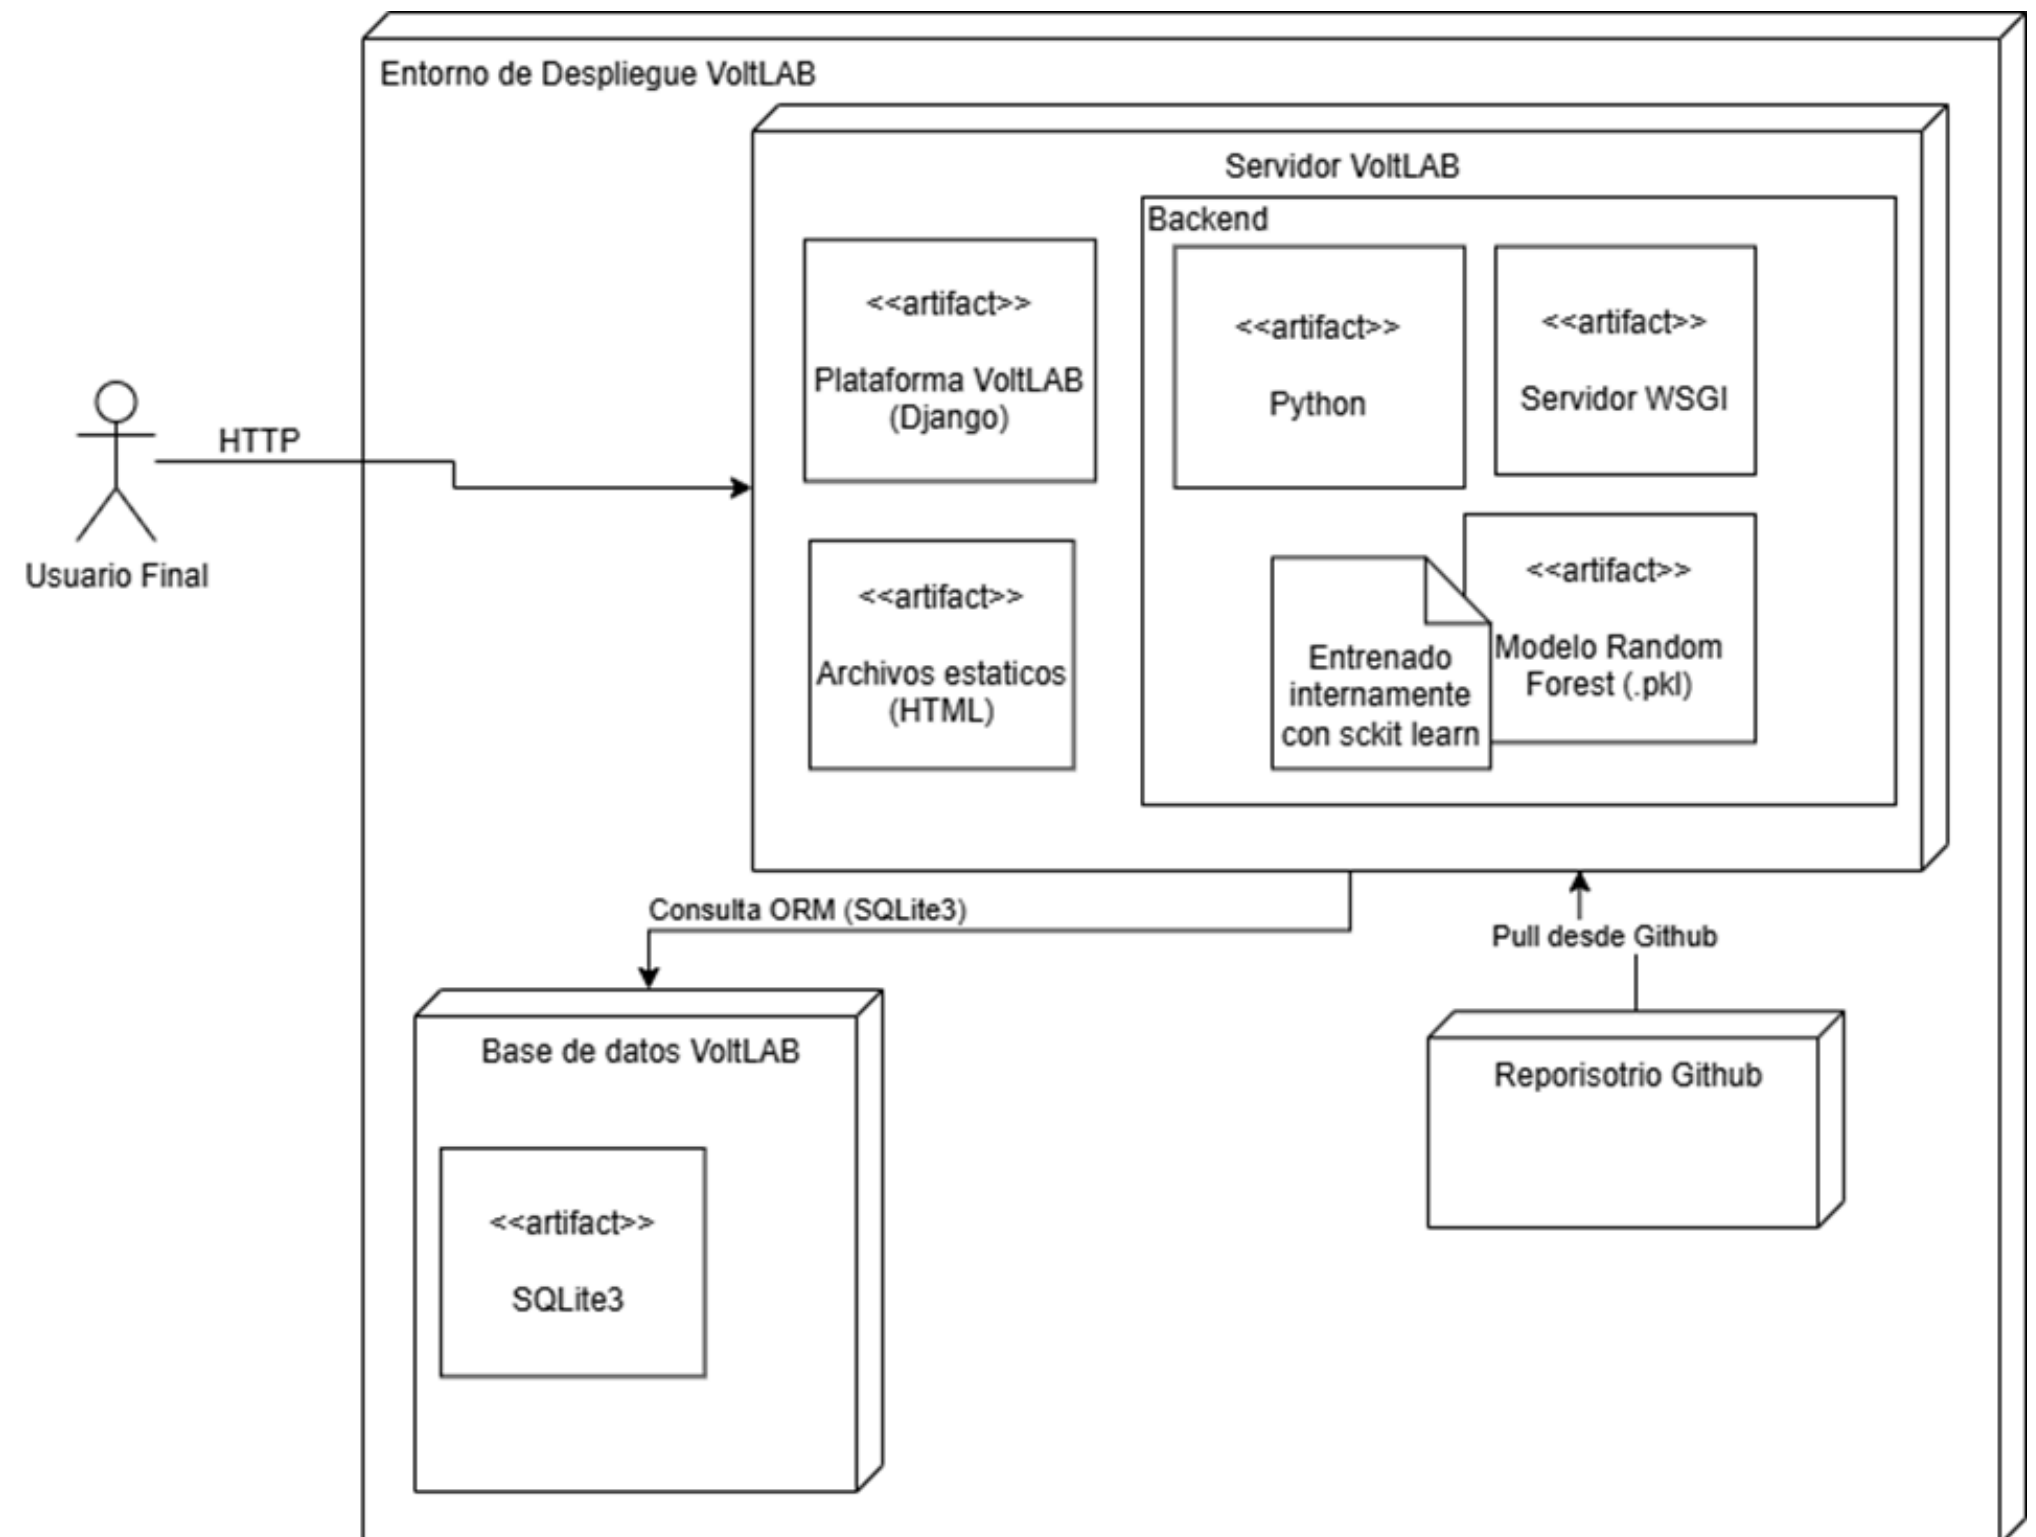 Entorno de Despliegue VoltLAB
Servidor VoltLAB
Backend
<<artifact>>
Plataforma VoltLAB
(Django)
<<artifact>>
Python
<<artifact>>
Servidor WSGI
HTTP
Usuario Final
<<artifact>>
Archivos estaticos
(HTML)
Entrenado
internamente
con sckit learn
<<artifact>>
Modelo Random
Forest (.pkl)
Consulta ORM (SQLite3)
Pull desde Github
Base de datos VoltLAB
<<artifact>>
SQLite3
Reporisotrio Github